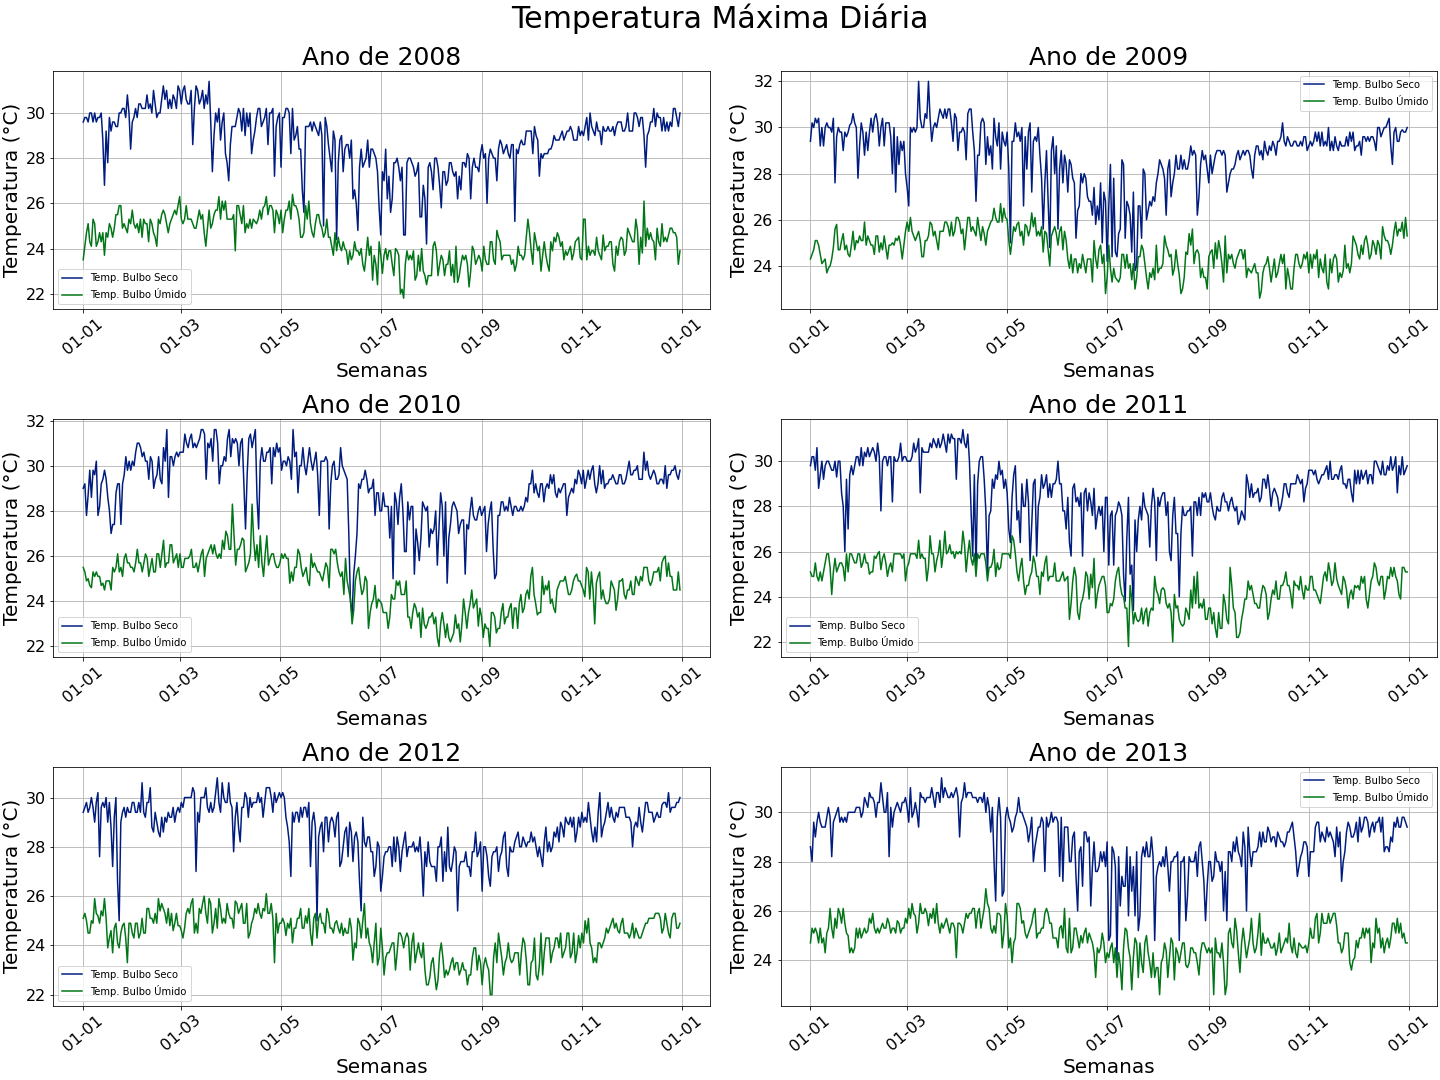 Temperatura Máxima Diária
Ano de 2008
Temperatura (°C)
30
28
26
24
22
Temp. Bulbo Seco
Temp. Bulbo Úmido
01-01
01-03
01-05
01-07
01-09
01-11
01-01
Semanas
Ano de 2009
Temperatura (°C)
32
30
28
26
24
Temp. Bulbo Seco
Temp. Bulbo Úmido
01-01
01-03
01-05
01-07
01-09
01-11
01-01
Semanas
Ano de 2010
Temperatura (°C)
32
30
28
26
24
22
Temp. Bulbo Seco
Temp. Bulbo Úmido
01-01
01-03
01-05
01-07
01-09
01-11
01-01
Semanas
Ano de 2011
Temperatura (°C)
30
28
26
24
22
Temp. Bulbo Seco
Temp. Bulbo Úmido
01-01
01-03
01-05
01-07
01-09
01-11
01-01
Semanas
Ano de 2012
Temperatura (°C)
30
28
26
24
22
Temp. Bulbo Seco
Temp. Bulbo Úmido
01-01
01-03
01-05
01-07
01-09
01-11
01-01
Semanas
Ano de 2013
Temperatura (°C)
30
28
26
24
Temp. Bulbo Seco
Temp. Bulbo Úmido
01-01
01-03
01-05
01-07
01-09
01-11
01-01
Semanas